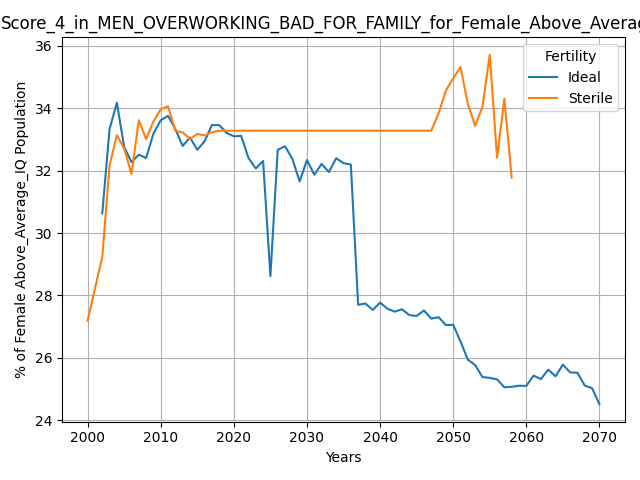 Score_4_in_MEN_OVERWORKING_BAD_FOR_FAMILY_for_Female_Above_Averag
Fertility
Ideal
Sterile
% of Female Above_Average_IQ Population
36
34
32
30
28
26
24
2000 2010 2020 2030 2040 2050 2060 2070
Years